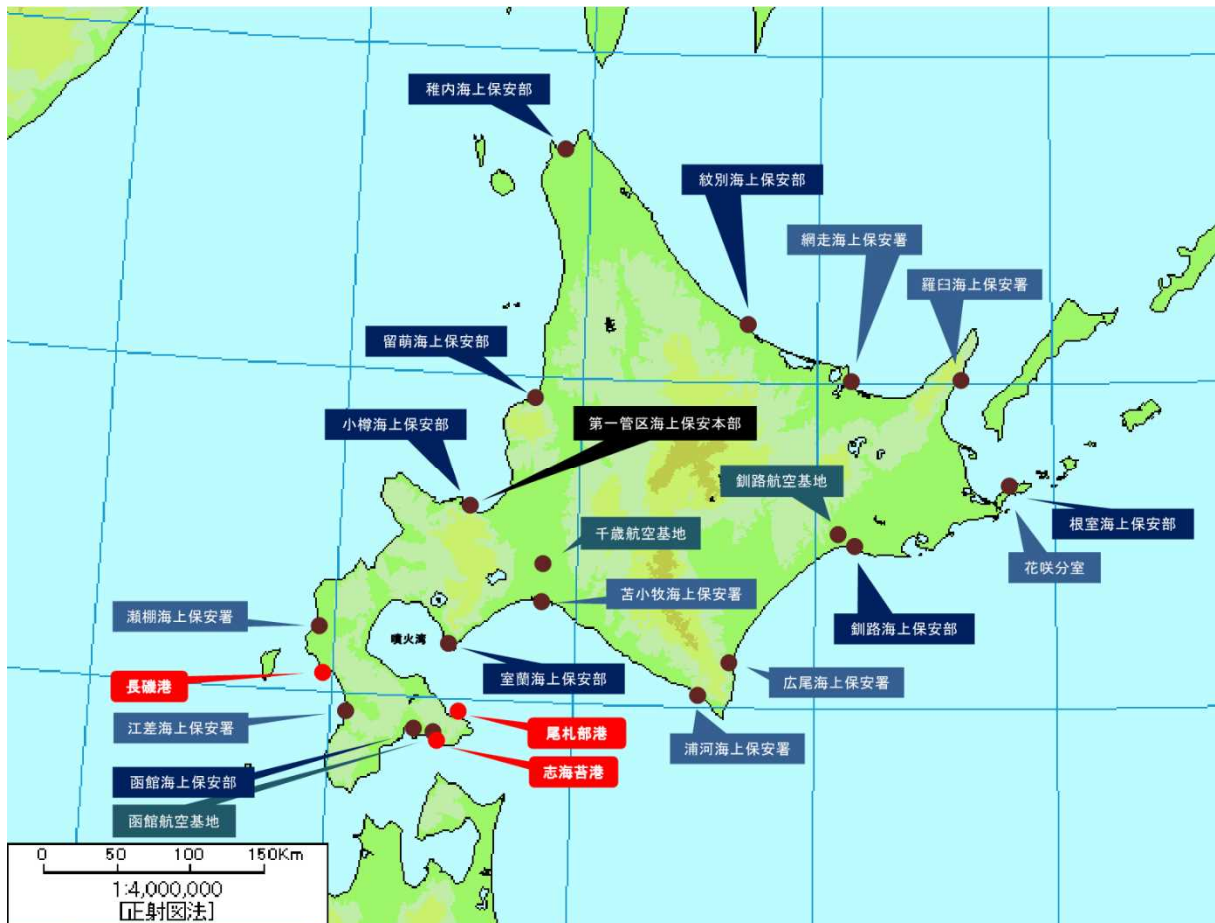 稚内海上保安部
紋別海上保安部
網走海上保安署
羅臼海上保安署
留萌海上保安部
小樽海上保安部
第一管区海上保安本部
釧路航空基地
千歳航空基地
根室海上保安部
花咲分室
苫小牧海上保安署
瀬棚海上保安署
釧路海上保安部
噴火湾
長磯港
室蘭海上保安部
広尾海上保安署
江差海上保安署
尾札部港
浦河海上保安署
志海苔港
函館海上保安部
函館航空基地
0 50 100 150Km
1:4,000,000
[正射図法]